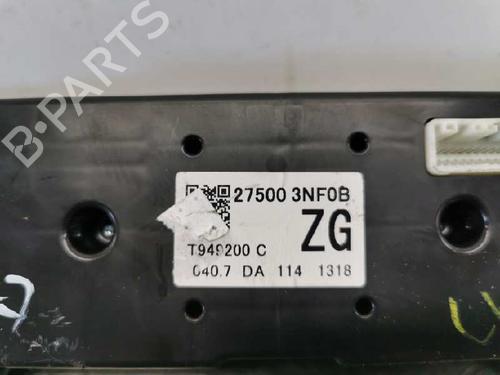 B-PARTS
27500 3NF0B
T949200 C
ZG
040.7 DA 114 1318